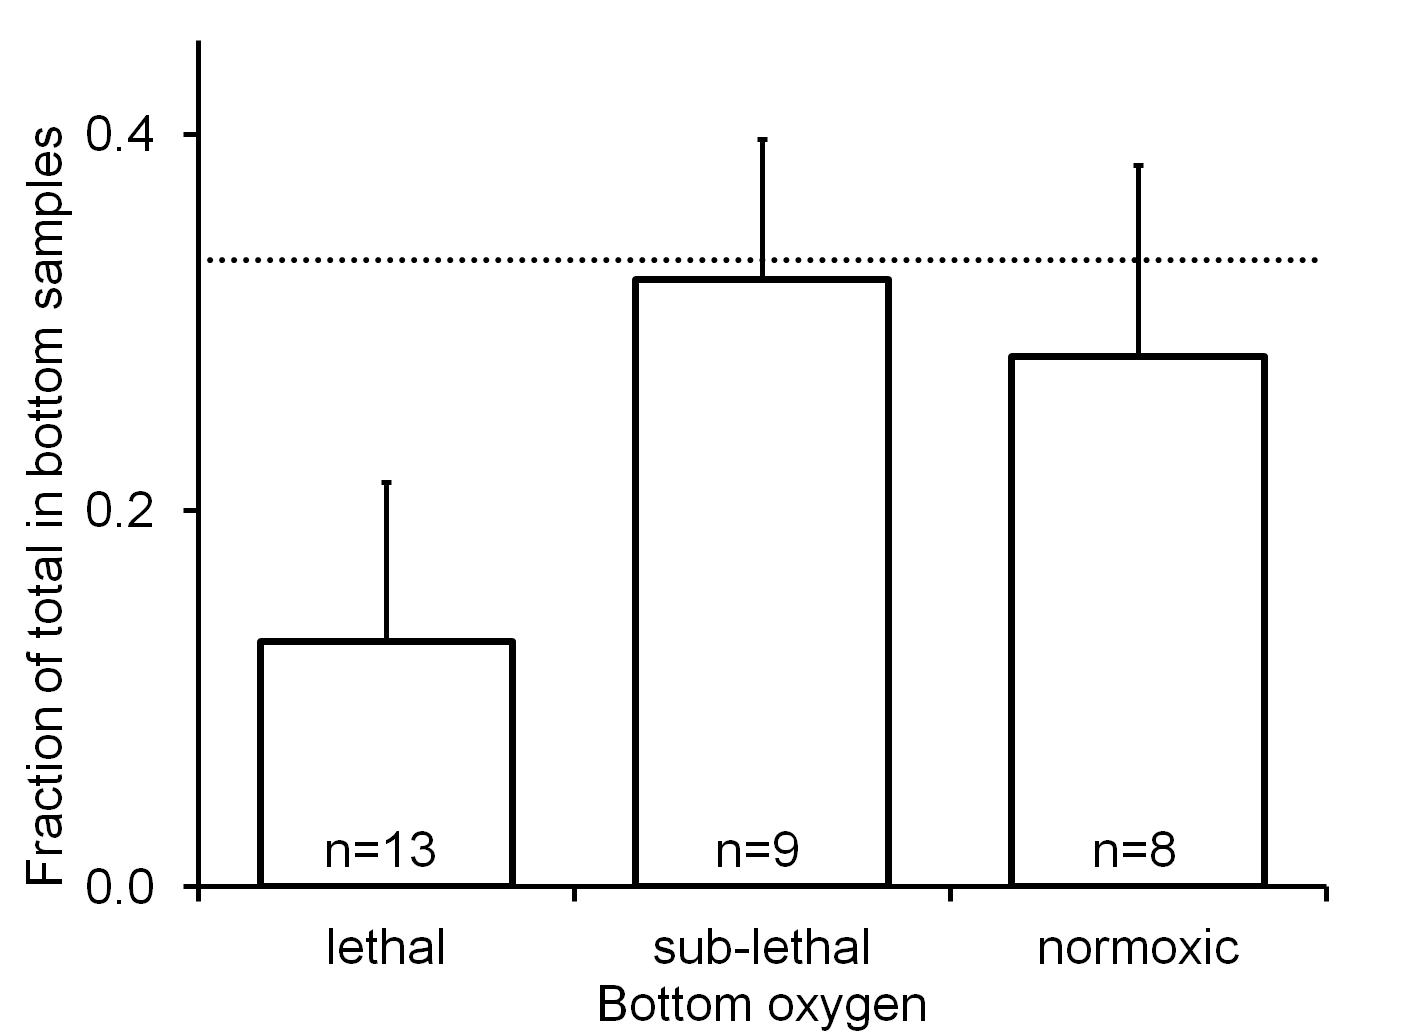 Fraction of total in bottom samples
0.4
0.2
0.0
n=13
n=9
n=8
lethal
sub-lethal
normoxic
Bottom oxygen